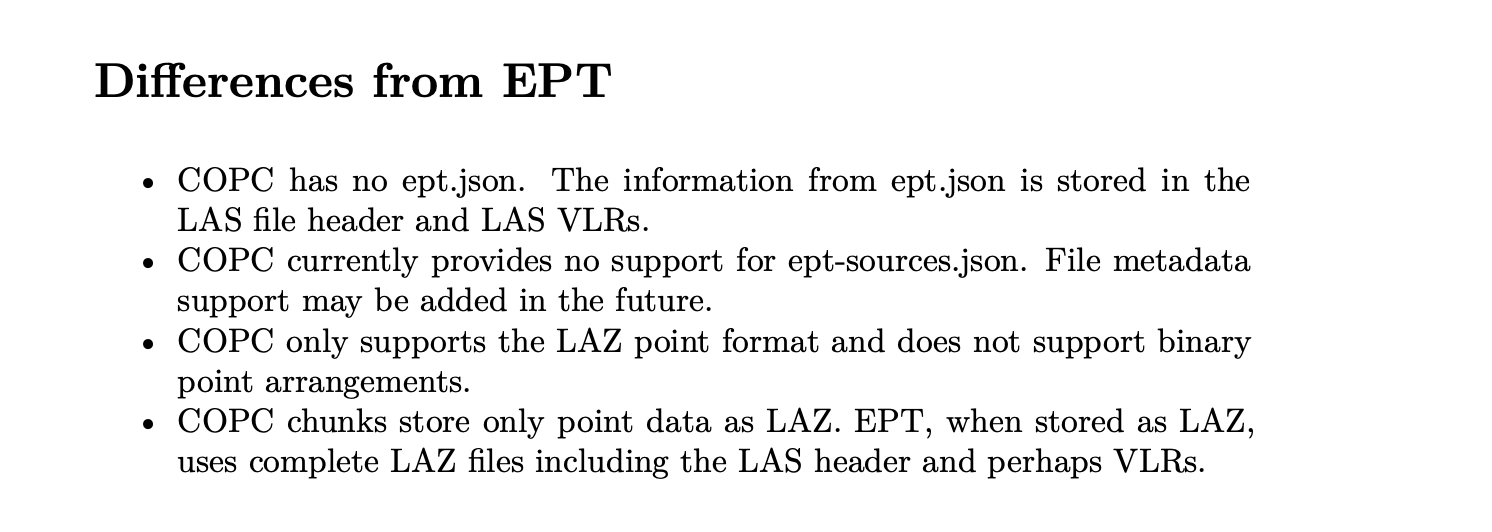 Differences from EPT
• COPC has no ept.json. The information from ept.json is stored in the
LAS file header and LAS VLRs.
• COPC currently provides no support for ept-sources.json. File metadata
support may be added in the future.
• COPC only supports the LAZ point format and does not support binary
point arrangements.
• COPC chunks store only point data as LAZ. EPT, when stored as LAZ,
uses complete LAZ files including the LAS header and perhaps VLRs.